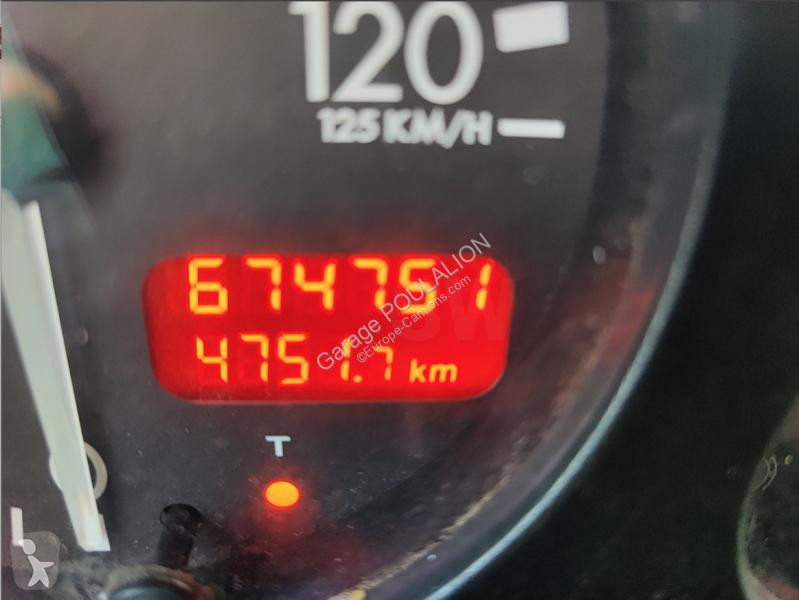 120
125 KM/H
674751
4751.7 km
T
Garage POULALION
©Europe-Camions.com